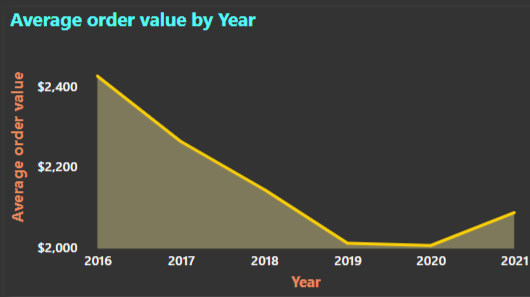 Average order value by Year
Average order value
$2,400
$2,200
$2,000
2016 2017 2018 2019 2020 2021
Year